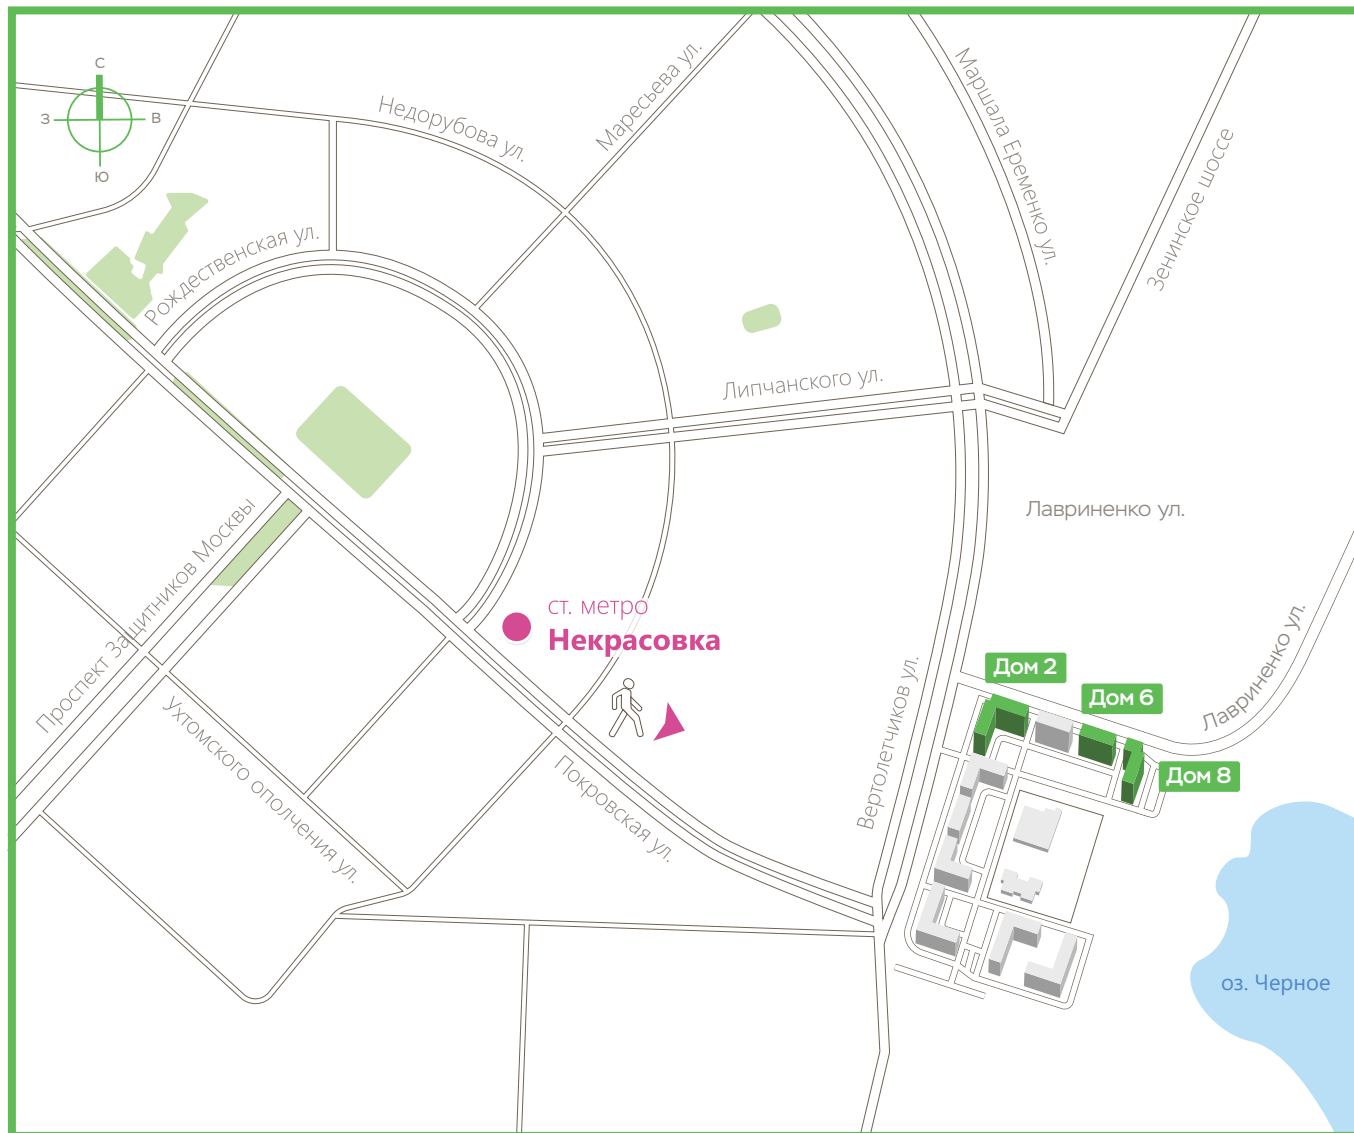 С
З
В
Ю
Недорубова ул.
Маресьева ул.
Маршала Еременко ул.
Зенинское шоссе
Рождественская ул.
Липчанского ул.
Проспект Защитников Москвы
Лавриненко ул.
ст. метро
Некрасовка
Лавриненко ул.
Дом 2
Дом 6
Дом 8
Ухтомского ополчения ул.
Покровская ул.
Вертолетчиков ул.
оз. Черное